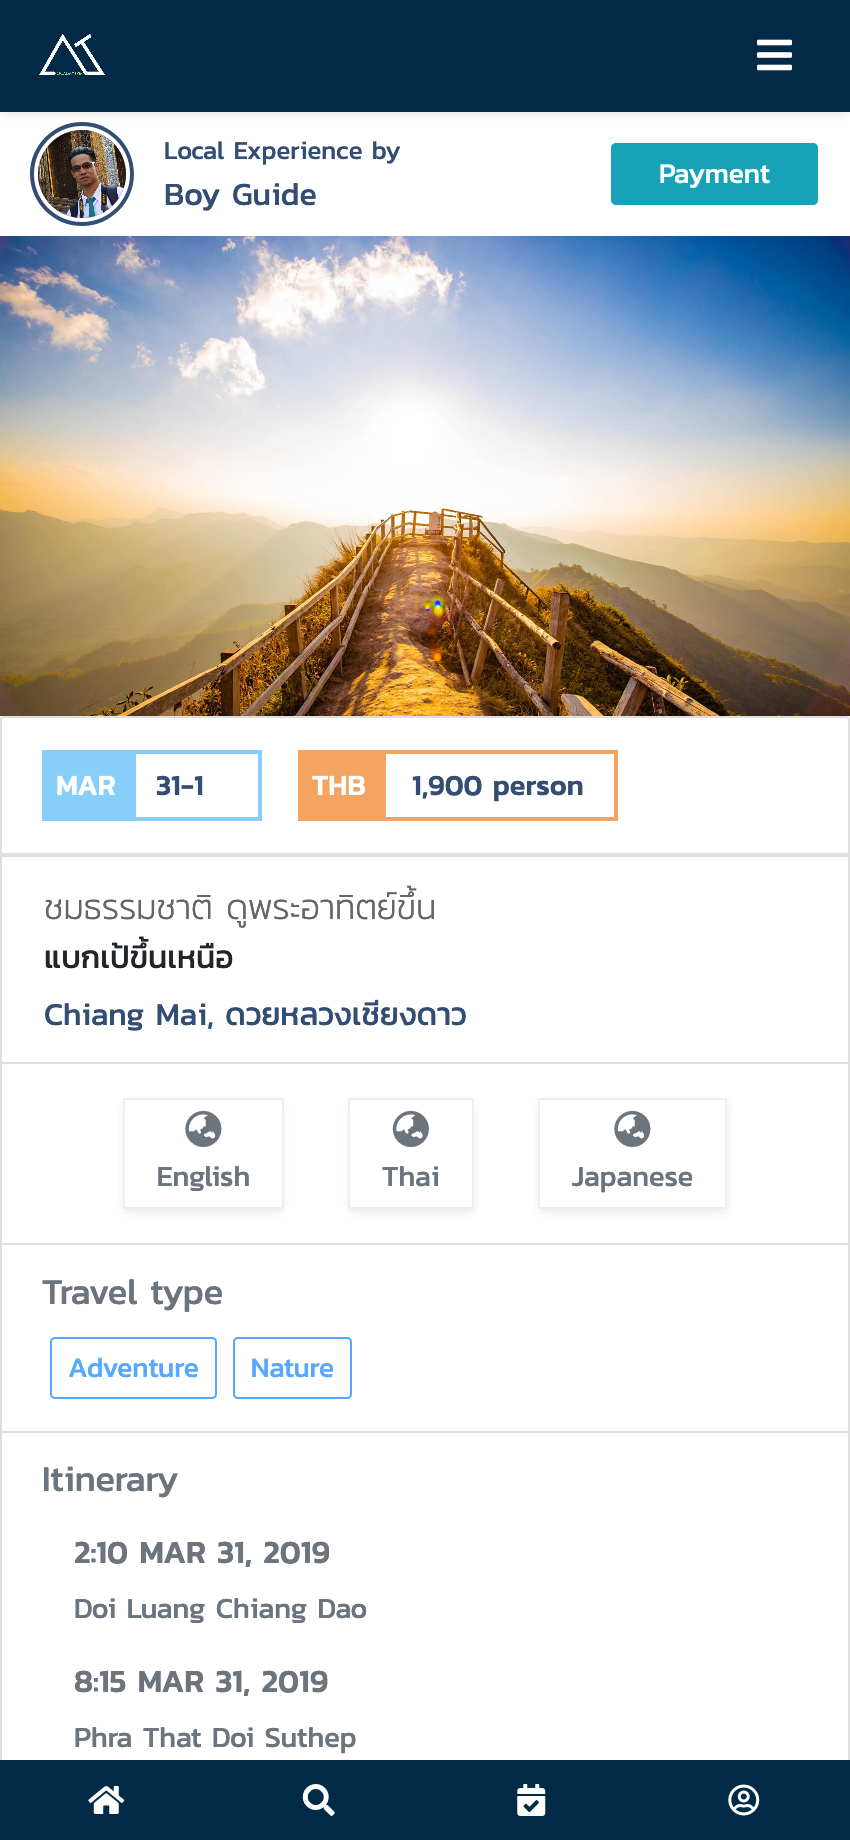 Local Experience by
Boy Guide
Payment
MAR 31-1
THB 1,900 person
ชมธรรมชาติ ดูพระอาทิตย์ขึ้น
แบกเป้ขึ้นเหนือ
Chiang Mai, ดวยหลวงเชียงดาว
English
Thai
Japanese
Travel type
Adventure
Nature
Itinerary
2:10 MAR 31, 2019
Doi Luang Chiang Dao
8:15 MAR 31, 2019
Phra That Doi Suthep